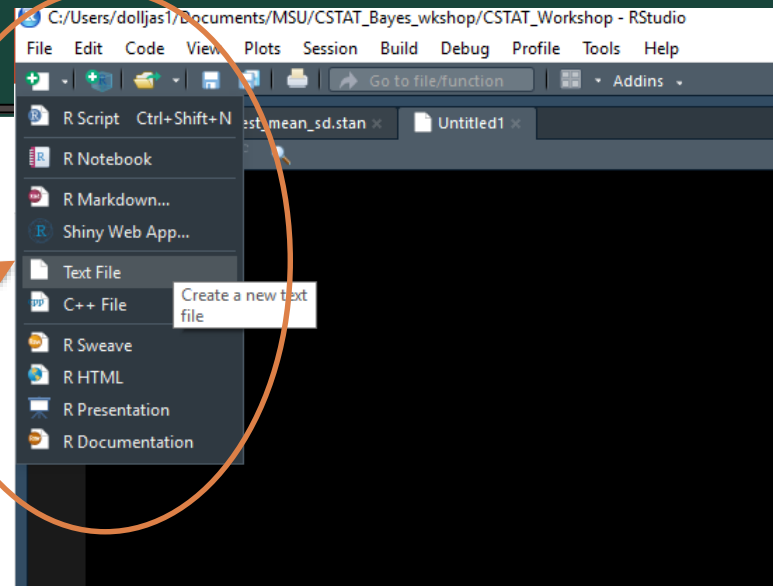 C:/Users/dolljas1/Documents/MSU/CSTAT_Bayes_wkshop/CSTAT_Workshop - RStudio
File Edit Code View Plots Session Build Debug Profile Tools Help
Go to file/function Addins
R Script Ctrl+Shift+N
est_mean_sd.stan Untitled1
R Notebook
R Markdown...
Shiny Web App...
Text File
Create a new text
file
C++ File
R Sweave
R HTML
R Presentation
R Documentation